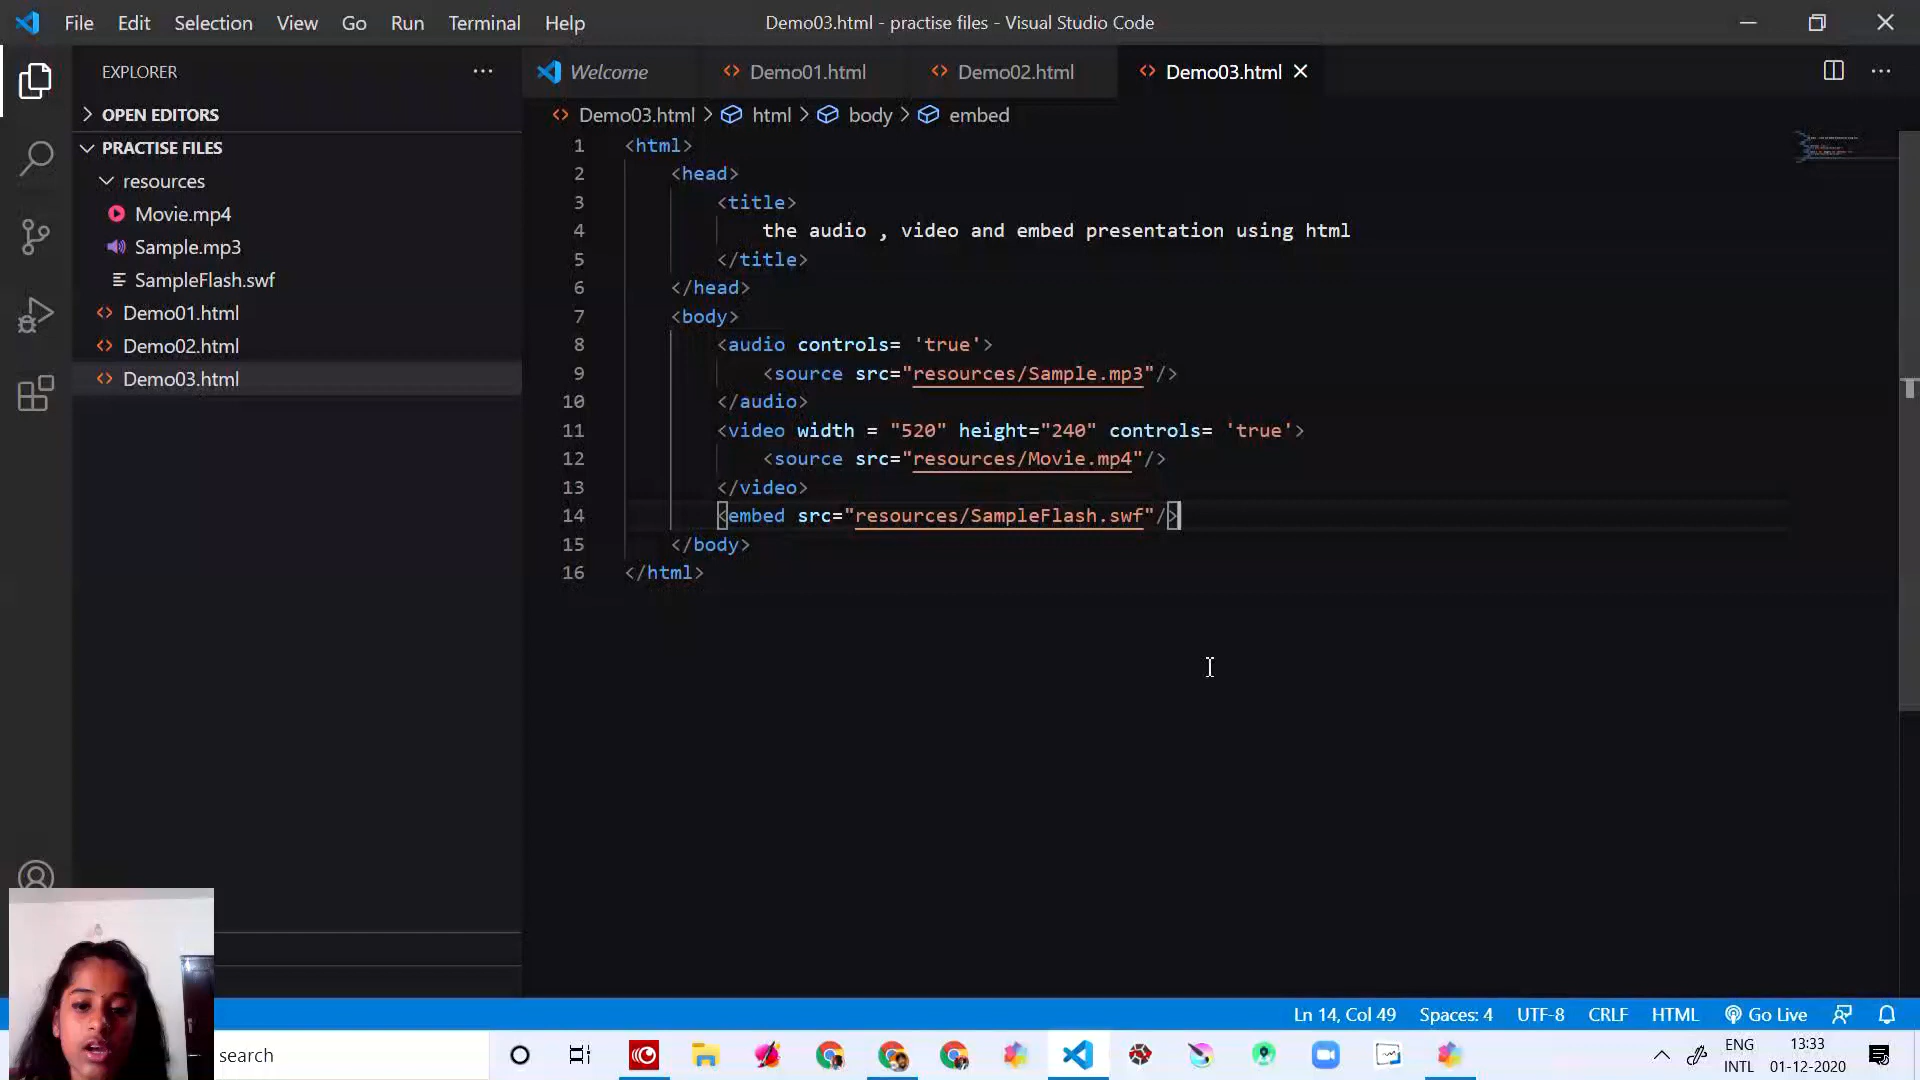 File Edit Selection View Go Run Terminal Help
Demo03.html - practise files - Visual Studio Code
EXPLORER
OPEN EDITORS
PRACTISE FILES
resources
Movie.mp4
Sample.mp3
SampleFlash.swf
Demo01.html
Demo02.html
Demo03.html
Welcome Demo01.html Demo02.html Demo03.html
Demo03.html > html > body > embed
1 <html>
2 <head>
3 <title>
4 the audio , video and embed presentation using html
5 </title>
6 </head>
7 <body>
8 <audio controls= 'true'>
9 <source src="resources/Sample.mp3"/>
10 </audio>
11 <video width = "520" height="240" controls= 'true'>
12 <source src="resources/Movie.mp4"/>
13 </video>
14 <embed src="resources/SampleFlash.swf"/>
15 </body>
16 </html>
Ln 14, Col 49 Spaces: 4 UTF-8 CRLF HTML Go Live
search
ENG
INTL
13:33
01-12-2020